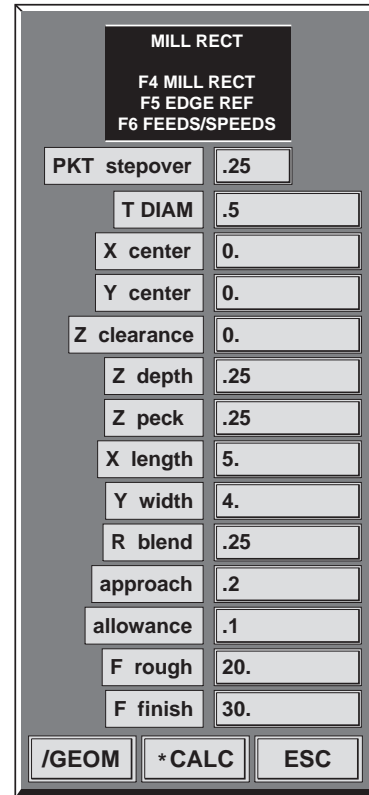 MILL RECT
F4 MILL RECT
F5 EDGE REF
F6 FEEDS/SPEEDS
PKT stepover .25
T DIAM .5
X center 0.
Y center 0.
Z clearance 0.
Z depth .25
Z peck .25
X length 5.
Y width 4.
R blend .25
approach .2
allowance .1
F rough 20.
F finish 30.
/GEOM *CALC ESC